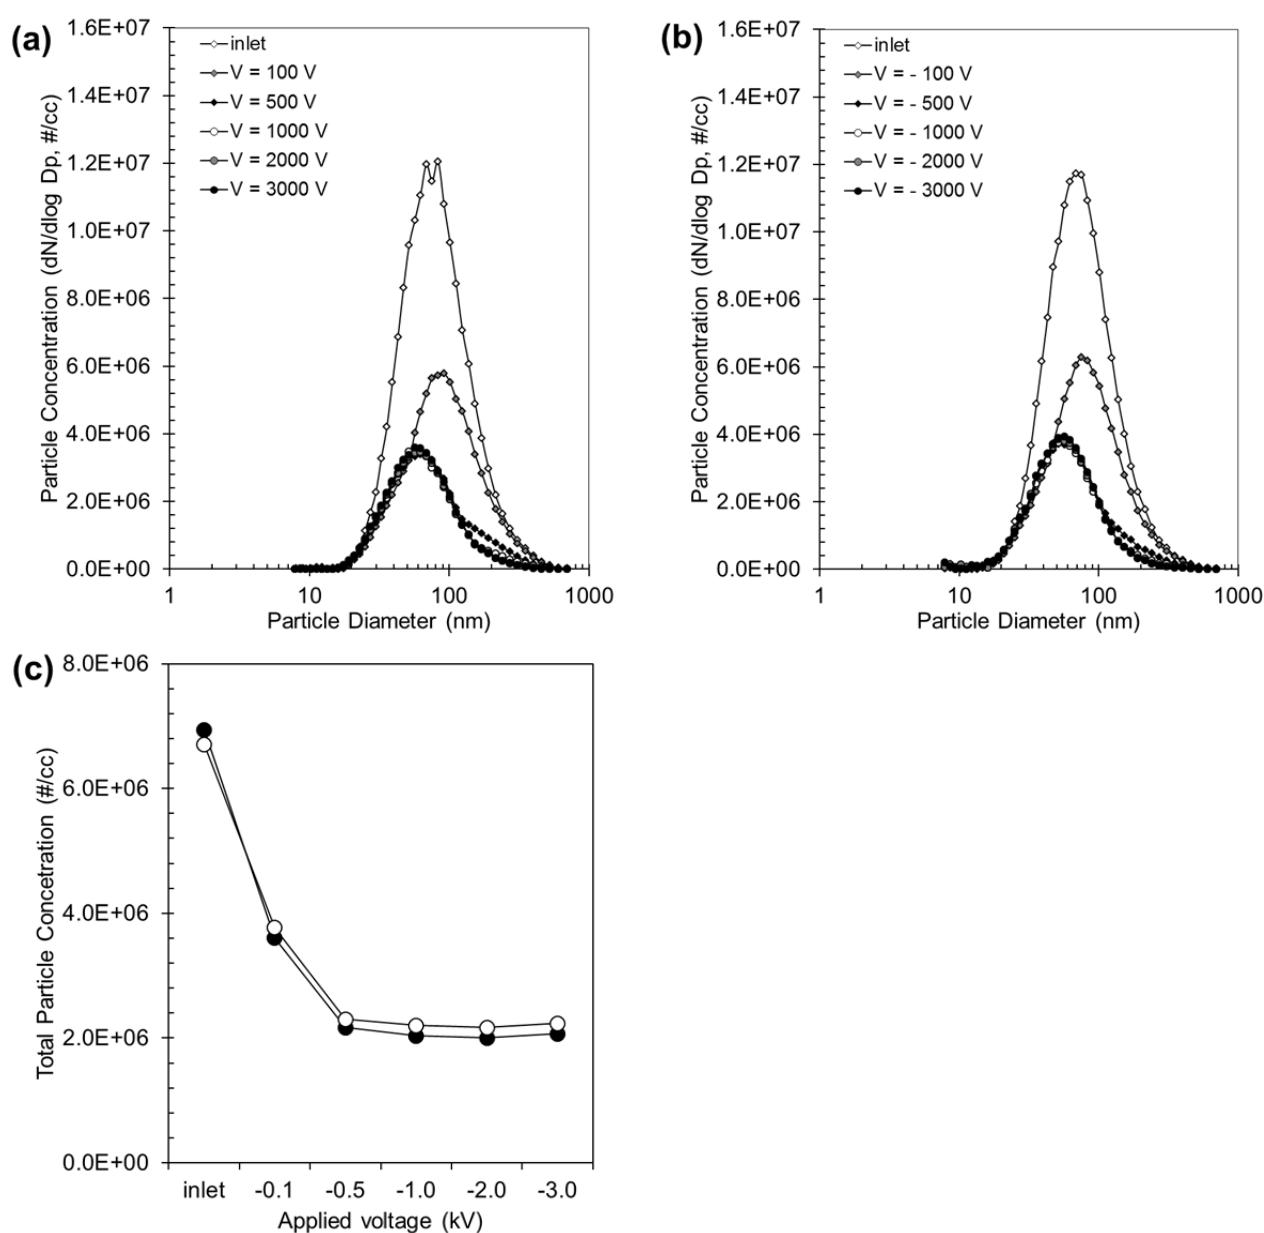 (a)
Particle Concentration (dN/dlog Dp, #/cc)
1.6E+07
1.4E+07
1.2E+07
1.0E+07
8.0E+06
6.0E+06
4.0E+06
2.0E+06
0.0E+00
inlet
V = 100 V
V = 500 V
V = 1000 V
V = 2000 V
V = 3000 V
1 10 100 1000
Particle Diameter (nm)
(b)
Particle Concentration (dN/dlog Dp, #/cc)
1.6E+07
1.4E+07
1.2E+07
1.0E+07
8.0E+06
6.0E+06
4.0E+06
2.0E+06
0.0E+00
inlet
V = - 100 V
V = - 500 V
V = - 1000 V
V = - 2000 V
V = - 3000 V
1 10 100 1000
Particle Diameter (nm)
(c)
Total Particle Concetration (#/cc)
8.0E+06
6.0E+06
4.0E+06
2.0E+06
0.0E+00
inlet -0.1 -0.5 -1.0 -2.0 -3.0
Applied voltage (kV)